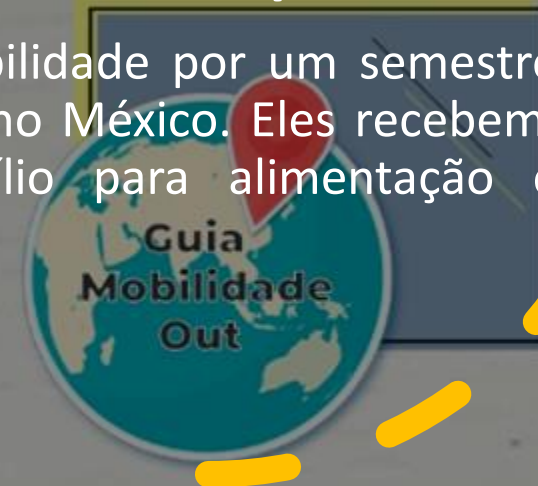 bilidade por um semestre
no México. Eles recebem
ílio para alimentação e
Guia
Mobilidade
Out